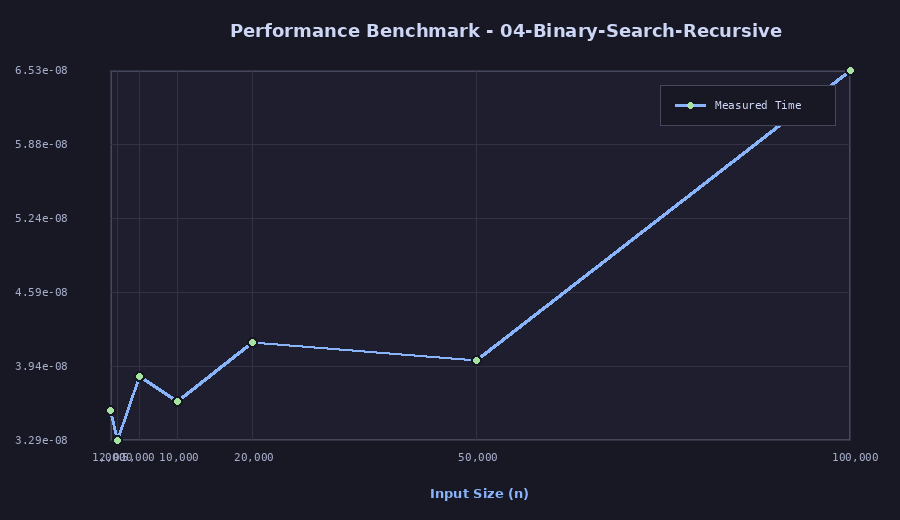 Performance Benchmark - 04-Binary-Search-Recursive
6.53e-08
Measured Time
5.88e-08
5.24e-08
4.59e-08
3.94e-08
3.29e-08
10,000
20,000
50,000
100,000
Input Size (n)